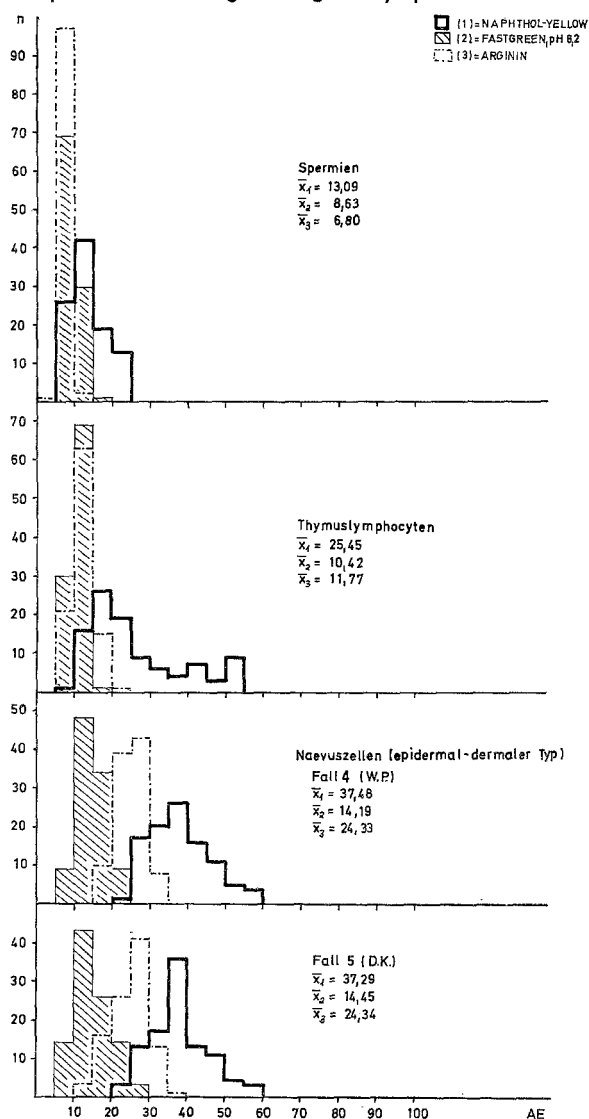 n
(1)=NAPHTHOL-YELLOW
(2)=FASTGREEN, pH 8,2
(3)=ARGININ
90
80
70
60
50
40
30
20
10
Spermien
x̄₁ = 13,09
x̄₂ = 8,63
x̄₃ = 6,80
70
60
50
40
30
20
10
Thymuslymphocyten
x̄₁ = 25,45
x̄₂ = 10,42
x̄₃ = 11,77
50
40
30
20
10
Naevuszellen (epidermal-dermaler Typ)
Fall 4 (W.P.)
x̄₁ = 37,48
x̄₂ = 14,19
x̄₃ = 24,33
40
30
20
10
Fall 5 (D.K.)
x̄₁ = 37,29
x̄₂ = 14,45
x̄₃ = 24,34
10 20 30 40 50 60 70 80 90 100 AE